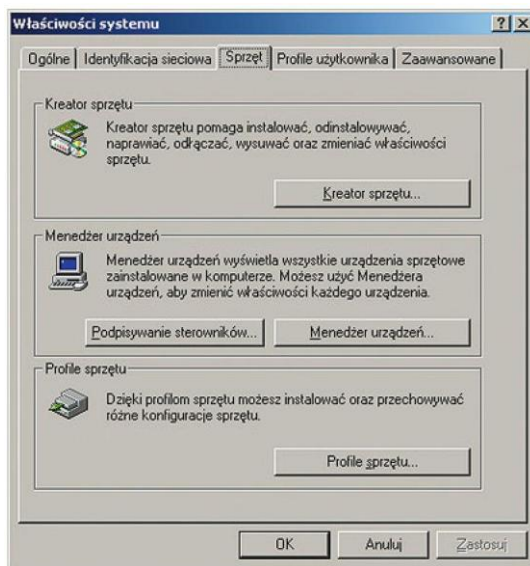 Właściwości systemu
Ogólne Identyfikacja sieciowa Sprzęt Profile użytkownika Zaawansowane
Kreator sprzętu
Kreator sprzętu pomaga instalować, odinstalowywać,
naprawiać, odłączać, wysuwać oraz zmieniać właściwości
sprzętu.
Kreator sprzętu...
Menedżer urządzeń
Menedżer urządzeń wyświetla wszystkie urządzenia sprzętowe
zainstalowane w komputerze. Możesz użyć Menedżera
urządzeń, aby zmienić właściwości każdego urządzenia.
Podpisywanie sterowników... Menedżer urządzeń...
Profile sprzętu
Dzięki profilom sprzętu możesz instalować oraz przechowywać
różne konfiguracje sprzętu.
Profile sprzętu...
OK Anuluj Zastosuj